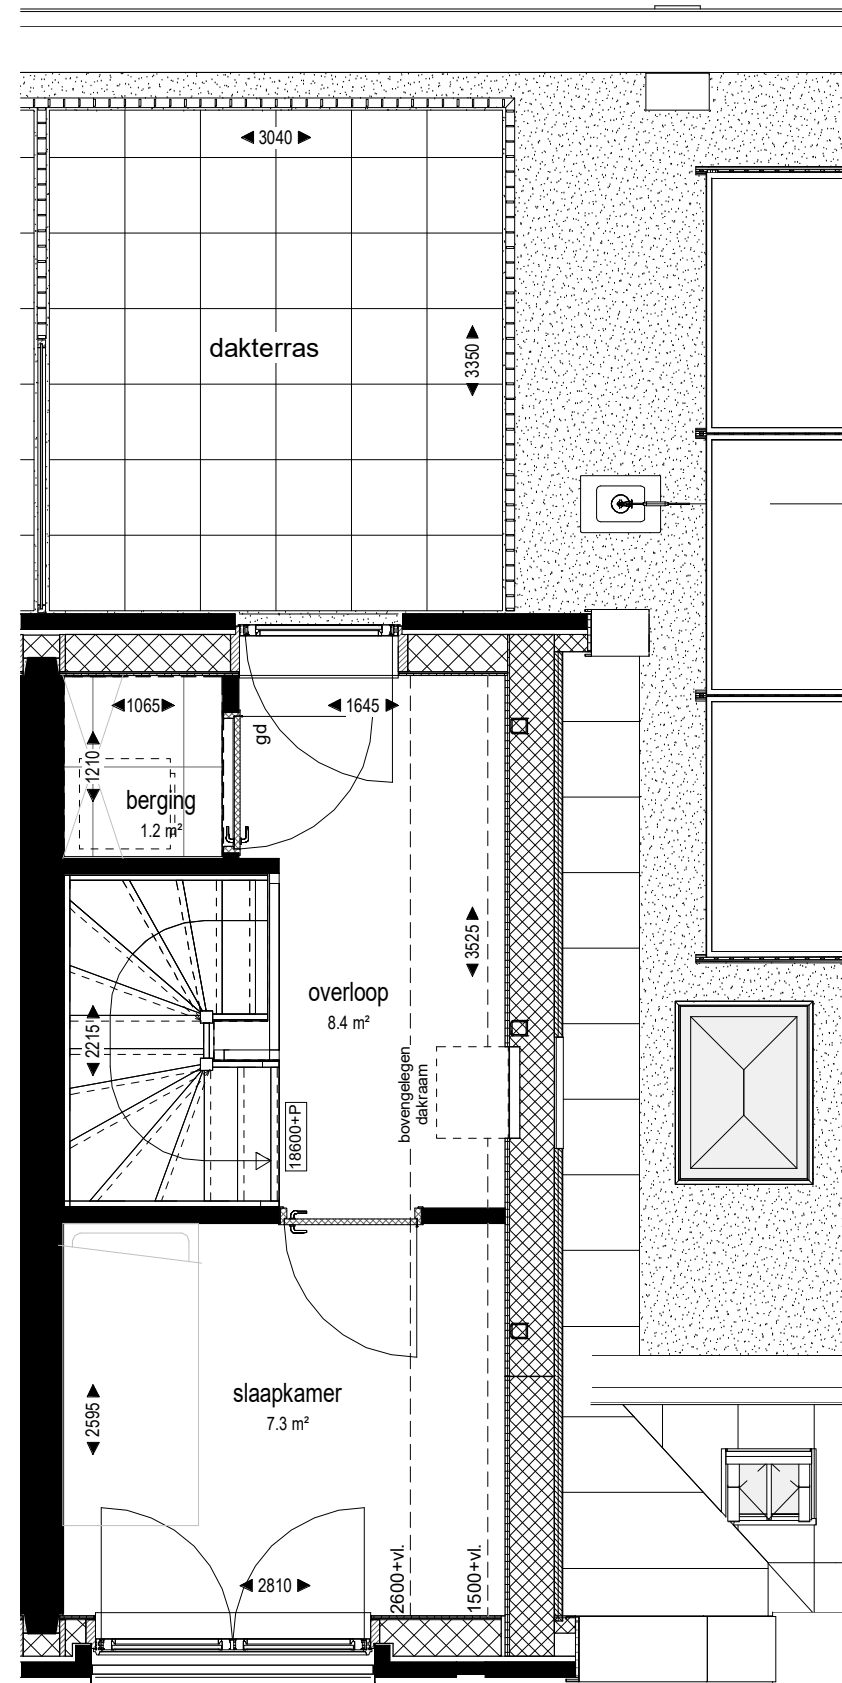 3040
dakterras
3350
1065
1645
gd
1210
berging
1.2 m²
3525
overloop
8.4 m²
2215
bovengelegen
dakraam
18600+P
slaapkamer
7.3 m²
2595
2810
2600+vl.
1500+vl.